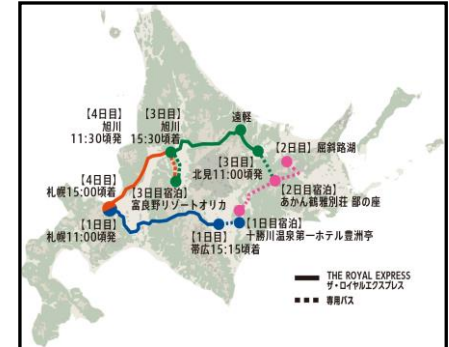 【4日目】
旭川
11:30頃発
【3日目】
旭川
15:30頃着
遠軽
【2日目】屈斜路湖
【3日目】
北見11:00頃発
【4日目】
札幌15:00頃着
【3日目宿泊】
富良野リゾートオリカ
【2日目宿泊】
あかん鶴雅別荘 鄙の座
【1日目】
札幌11:00頃発
【1日目】
帯広15:15頃着
【1日目宿泊】
十勝川温泉第一ホテル豊洲亭
THE ROYAL EXPRESS
ザ・ロイヤルエクスプレス
専用バス